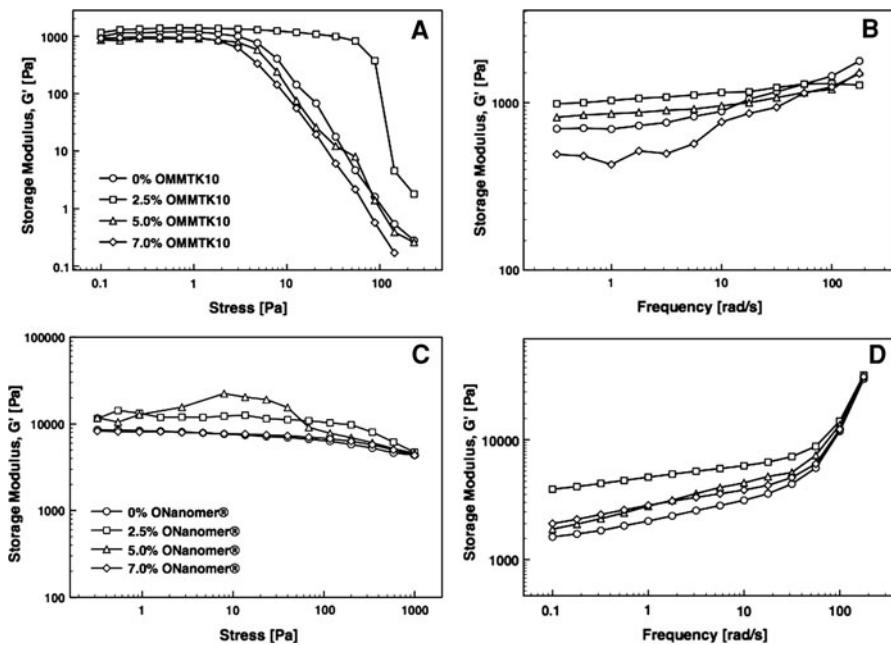 A
Storage Modulus, G' [Pa]
1000
100
10
1
0.1
0% OMMTK10
2.5% OMMTK10
5.0% OMMTK10
7.0% OMMTK10
0.1 1 10 100
Stress [Pa]
B
Storage Modulus, G' [Pa]
1000
100
1 10 100
Frequency [rad/s]
C
Storage Modulus, G' [Pa]
100000
10000
1000
100
0% ONanomer®
2.5% ONanomer®
5.0% ONanomer®
7.0% ONanomer®
1 10 100 1000
Stress [Pa]
D
Storage Modulus, G' [Pa]
10000
1000
0.1 1 10 100
Frequency [rad/s]